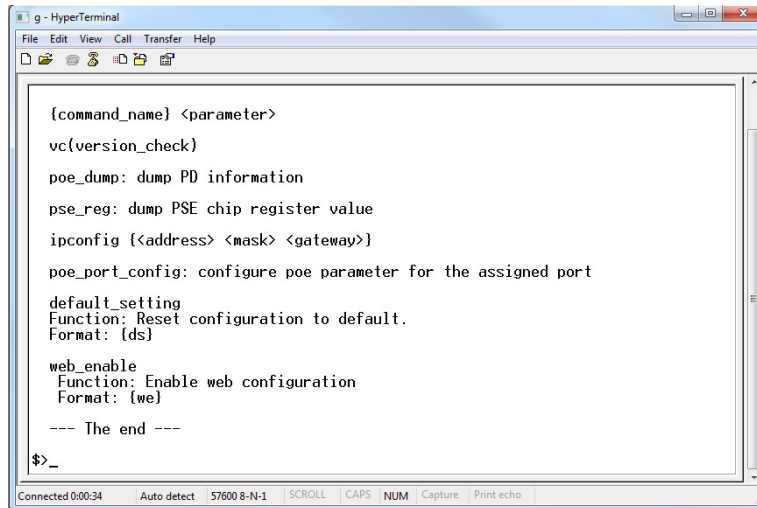 g - HyperTerminal
File Edit View Call Transfer Help
{command_name} <parameter>
vc(version_check)
poe_dump: dump PD information
pse_reg: dump PSE chip register value
ipconfig {<address> <mask> <gateway>}
poe_port_config: configure poe parameter for the assigned port
default_setting
Function: Reset configuration to default.
Format: {ds}
web_enable
Function: Enable web configuration
Format: {we}
--- The end ---
$>_
Connected 0:00:34 Auto detect 57600 8-N-1 SCROLL CAPS NUM Capture Print echo